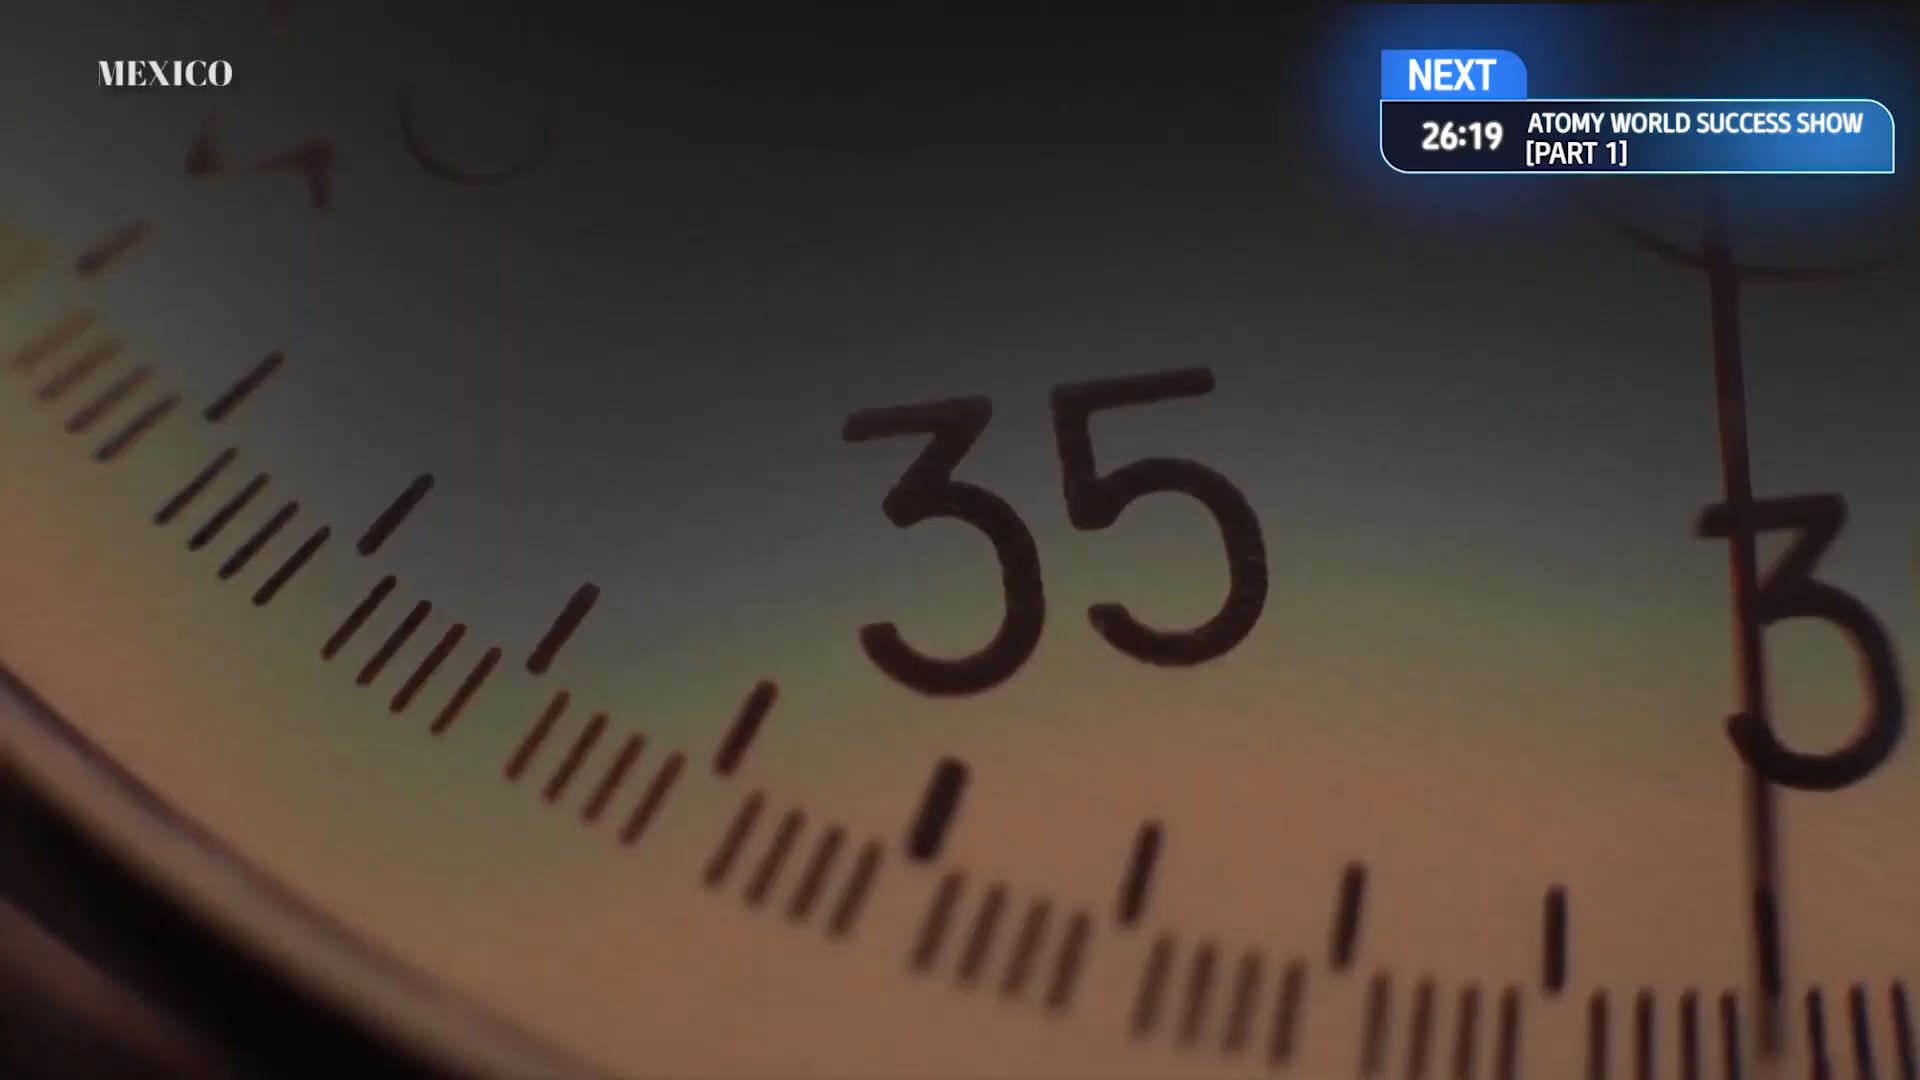 MEXICO
NEXT
26:19
ATOMY WORLD SUCCESS SHOW
[PART 1]
35
3